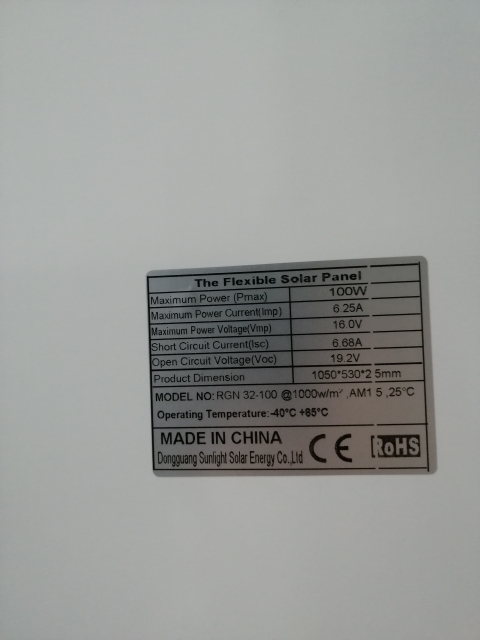 The Flexible Solar Panel
Maximum Power (Pmax) 100W
Maximum Power Current(Imp) 6.25A
Maximum Power Voltage(Vmp) 16.0V
Short Circuit Current(Isc) 6.68A
Open Circuit Voltage(Voc) 19.2V
Product Dimension 1050*530*2 5mm
MODEL NO: RGN 32-100 @1000w/m² ,AM1 5 ,25°C
Operating Temperature:-40°C +85°C
MADE IN CHINA
Dongguang Sunlight Solar Energy Co.,Ltd
CE RoHS